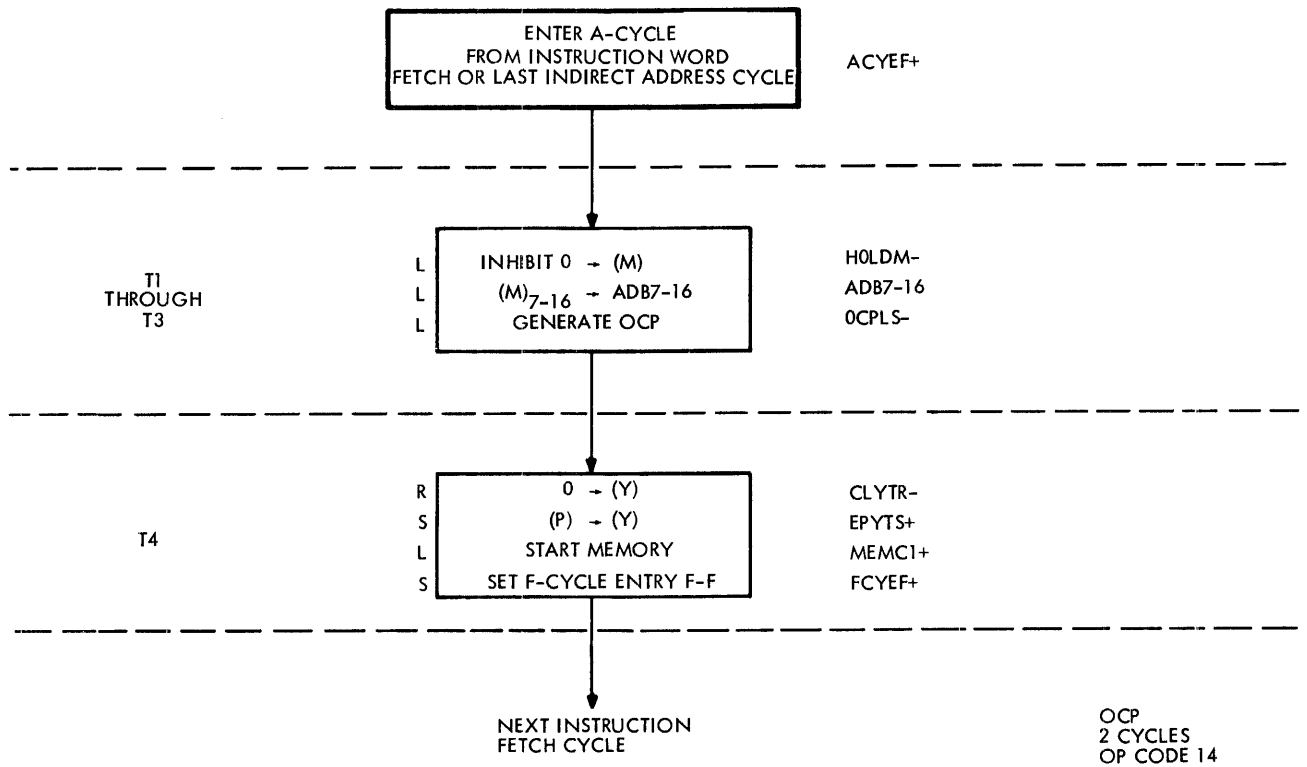 ENTER A-CYCLE
FROM INSTRUCTION WORD
FETCH OR LAST INDIRECT ADDRESS CYCLE
ACYEF+
T1
THROUGH
T3
L INHIBIT 0 → (M) H0LDM-
L (M)7-16 → ADB7-16 ADB7-16
L GENERATE OCP 0CPLS-
T4
R 0 → (Y) CLYTR-
S (P) → (Y) EPYTS+
L START MEMORY MEMC1+
S SET F-CYCLE ENTRY F-F FCYEF+
NEXT INSTRUCTION
FETCH CYCLE
OCP
2 CYCLES
OP CODE 14